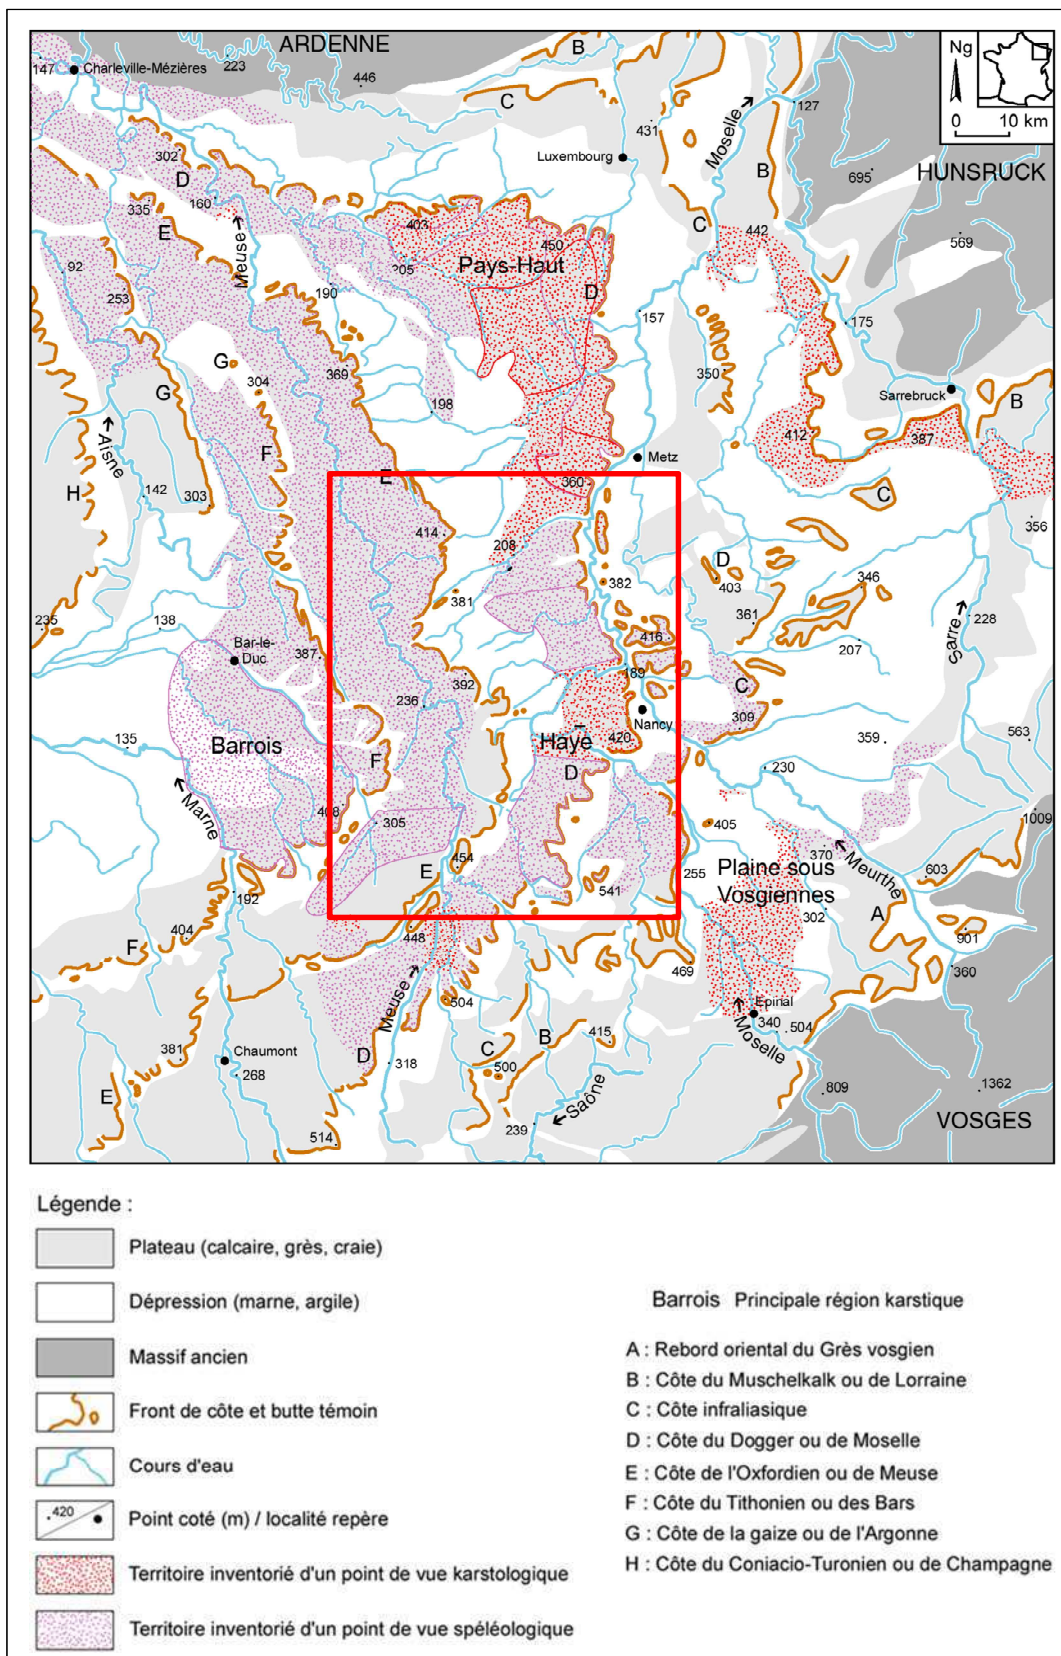 ARDENNE
B
Ng
147
Charleville-Mézières
223
446
C
431
Moselle
127
0 10 km
Luxembourg
B
695
HUNSRUCK
302
D
160
335
E
Meuse
403
450
Pays-Haut
C
442
569
92
205
190
D
253
157
175
G
304
369
350
G
198
Sarrebruck
B
F
412
387
Aisne
Metz
H
142
303
E
360
C
356
414
208
D
382
403
346
381
361
235
138
228
Bar-le-
Duc
387
416
207
Sarre
392
189
C
236
309
Nancy
135
Barrois
Haye
420
359
563
F
D
230
Marne
408
305
405
1009
E
454
370
Plaine sous
Vosgiennes
Meurthe
603
255
541
192
302
A
F
404
448
901
469
360
Meuse
504
Epinal
340
504
Moselle
381
Chaumont
D
318
C
B
415
E
268
500
809
1362
Saône
514
239
VOSGES
Légende :
Plateau (calcaire, grès, craie)
Dépression (marne, argile)
Massif ancien
Front de côte et butte témoin
Cours d'eau
.420
Point coté (m) / localité repère
Territoire inventorié d'un point de vue karstologique
Territoire inventorié d'un point de vue spéléologique
Barrois Principale région karstique
A : Rebord oriental du Grès vosgien
B : Côte du Muschelkalk ou de Lorraine
C : Côte infraliasique
D : Côte du Dogger ou de Moselle
E : Côte de l'Oxfordien ou de Meuse
F : Côte du Tithonien ou des Bars
G : Côte de la gaize ou de l'Argonne
H : Côte du Coniacio-Turonien ou de Champagne